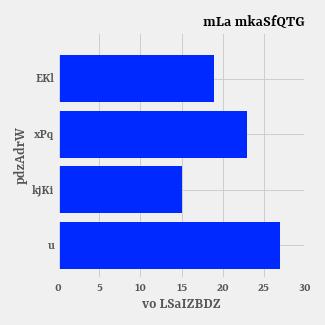 mLa mkaSfQTG
pdzAdrW
EKl
xPq
kjKi
u
0 5 10 15 20 25 30
vo LSaIZBDZ